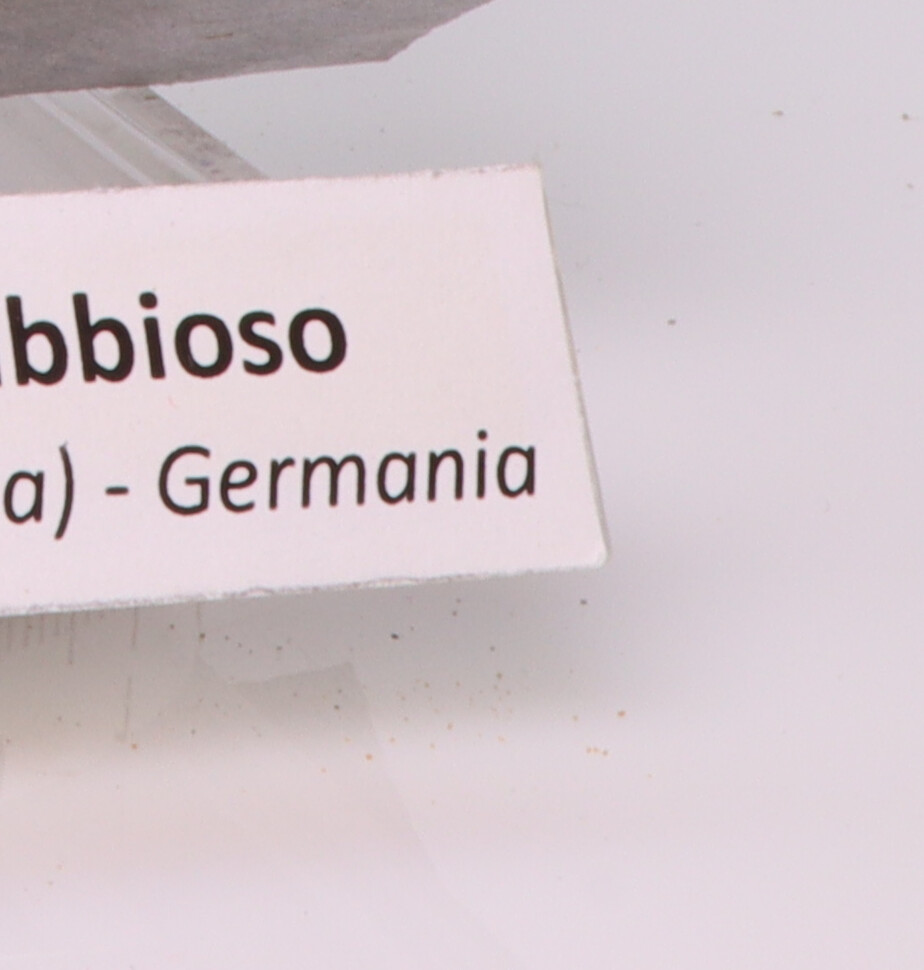 bbioso
a) - Germania